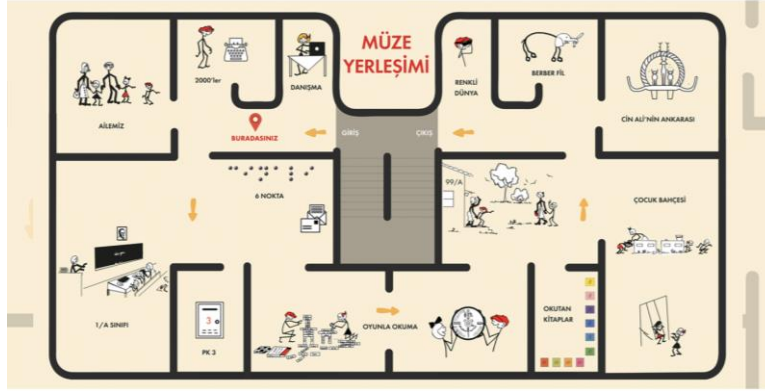 MÜZE
YERLEŞİMİ
2000'ler
DANIŞMA
RENKLİ
DÜNYA
BERBER FİL
AİLEMİZ
BURADASINIZ
GİRİŞ
ÇIKIŞ
CİN ALİ'NİN ANKARASI
6 NOKTA
99/A
ÇOCUK BAHÇESİ
1/A SINIFI
3
PK 3
OYUNLA OKUMA
OKUTAN
KİTAPLAR